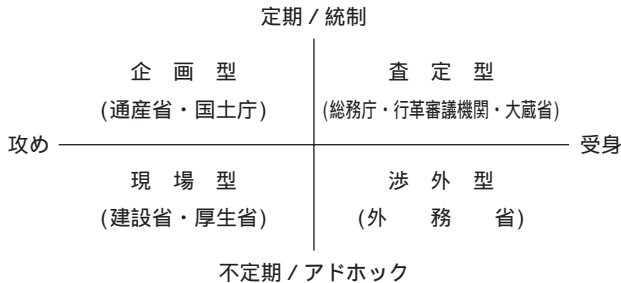 定期/統制
企画型
査定型
(通産省・国土庁)
(総務庁・行革審議機関・大蔵省)
攻め
受身
現場型
渉外型
(建設省・厚生省)
(外務省)
不定期/アドホック